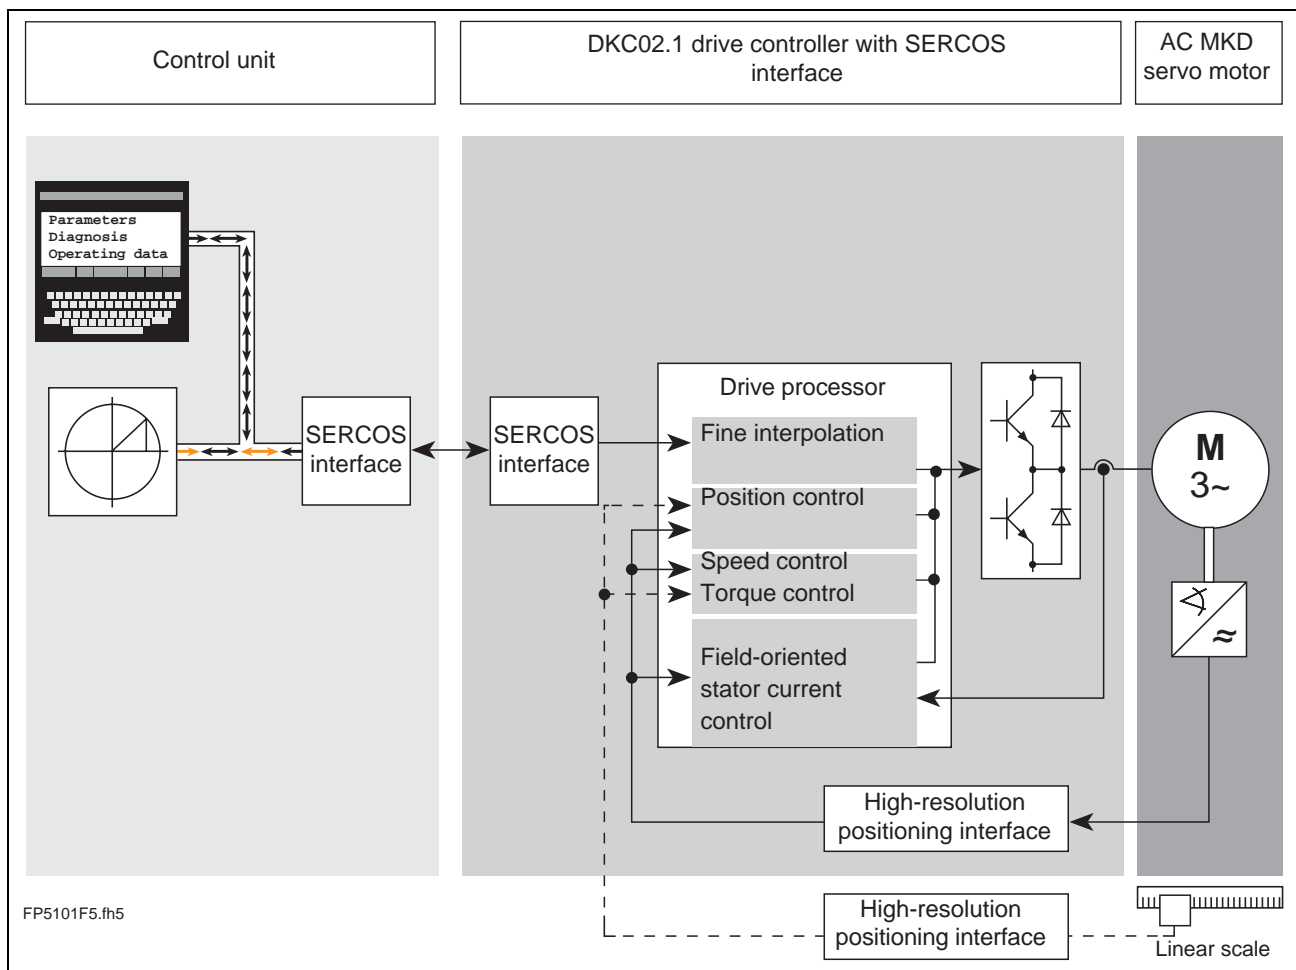 Control unit
DKC02.1 drive controller with SERCOS
interface
AC MKD
servo motor
Parameters
Diagnosis
Operating data
SERCOS
interface
SERCOS
interface
Drive processor
Fine interpolation
Position control
Speed control
Torque control
Field-oriented
stator current
control
M
3~
≈
High-resolution
positioning interface
High-resolution
positioning interface
Linear scale
FP5101F5.fh5